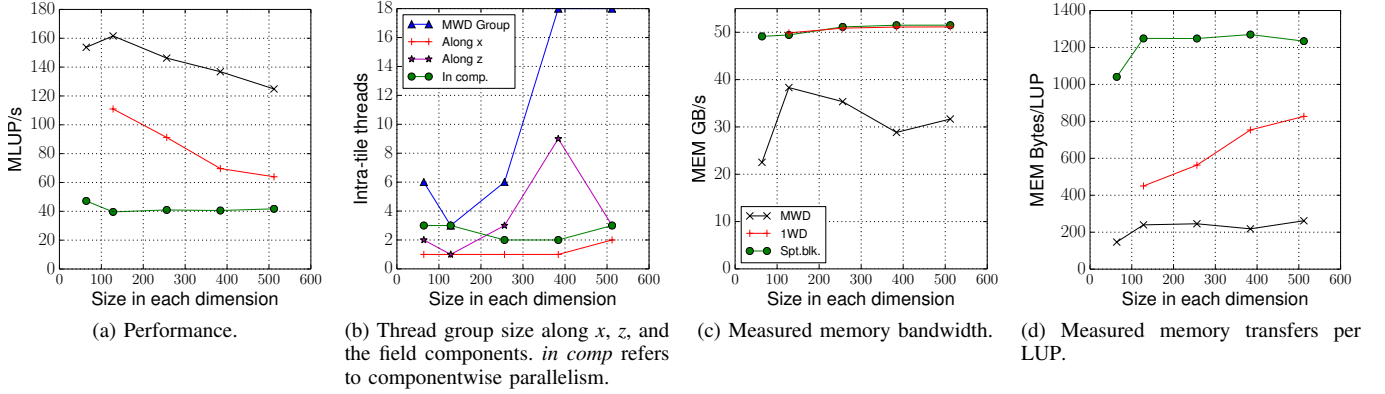 180
160
140
120
100
80
60
40
20
0
MLUP/s
0 100 200 300 400 500 600
Size in each dimension
(a) Performance.
18
16
14
12
10
8
6
4
2
0
Intra-tile threads
MWD Group
Along x
Along z
In comp.
0 100 200 300 400 500 600
Size in each dimension
(b) Thread group size along x, z, and
the field components. in comp refers
to componentwise parallelism.
50
40
30
20
10
0
MEM GB/s
MWD
1WD
Spt.blk.
0 100 200 300 400 500 600
Size in each dimension
(c) Measured memory bandwidth.
1400
1200
1000
800
600
400
200
0
MEM Bytes/LUP
0 100 200 300 400 500 600
Size in each dimension
(d) Measured memory transfers per
LUP.